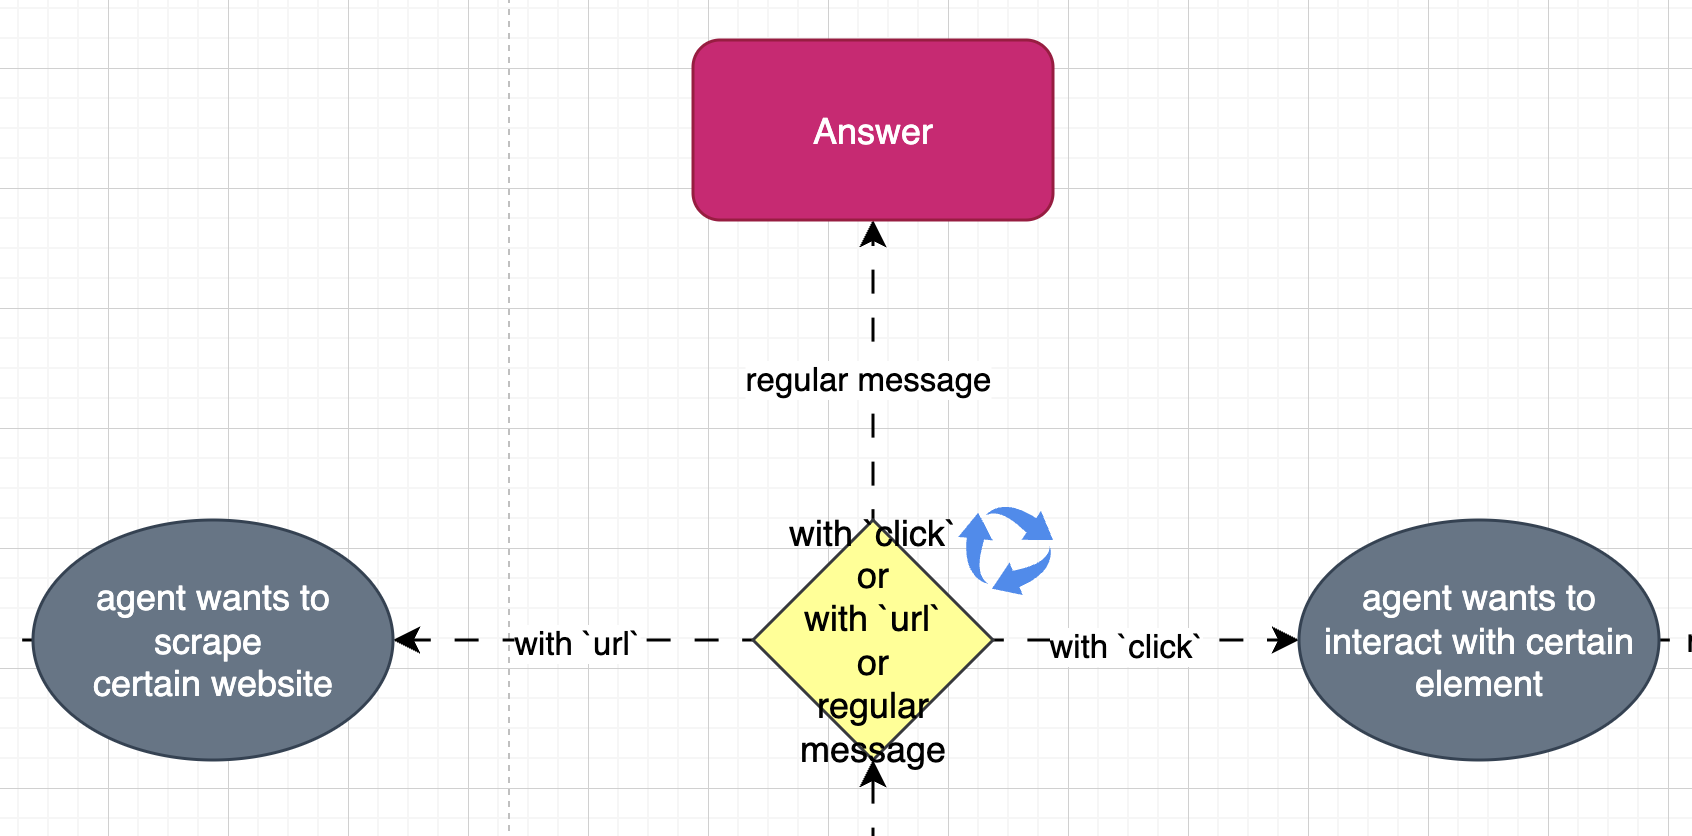 Answer
regular message
with `click`
or
with `url`
or
regular
message
agent wants to
scrape
certain website
with `url`
with `click`
agent wants to
interact with certain
element